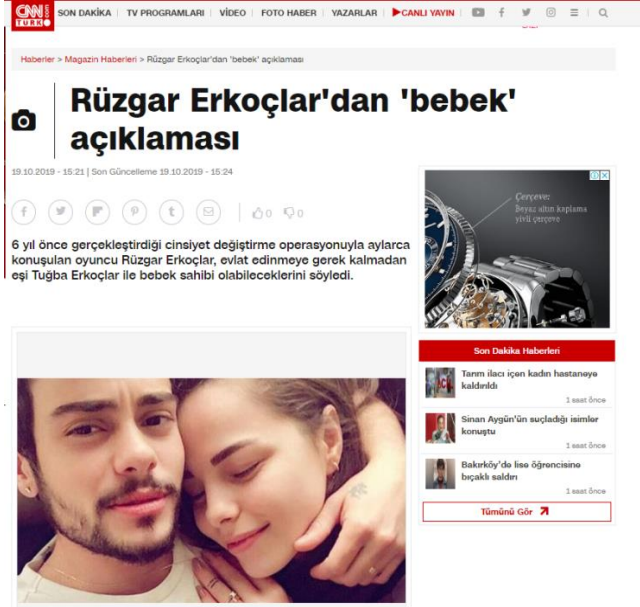 CNN
TURK.com
SON DAKİKA
TV PROGRAMLARI
VİDEO
FOTO HABER
YAZARLAR
CANLI YAYIN
Haberler > Magazin Haberleri > Rüzgar Erkoçlar'dan 'bebek' açıklaması
Rüzgar Erkoçlar'dan 'bebek'
açıklaması
19.10.2019 - 15:21 | Son Güncelleme 19.10.2019 - 15:24
0 0
6 yıl önce gerçekleştirdiği cinsiyet değiştirme operasyonuyla aylarca
konuşulan oyuncu Rüzgar Erkoçlar, evlat edinmeye gerek kalmadan
eşi Tuğba Erkoçlar ile bebek sahibi olabileceklerini söyledi.
Çerçeve:
Beyaz altın kaplama
yivli çerçeve
Son Dakika Haberleri
Tarım ilacı içen kadın hastaneye
kaldırıldı
1 saat önce
Sinan Aygün'ün suçladığı isimler
konuştu
1 saat önce
Bakırköy'de lise öğrencisine
bıçaklı saldırı
1 saat önce
Tümünü Gör